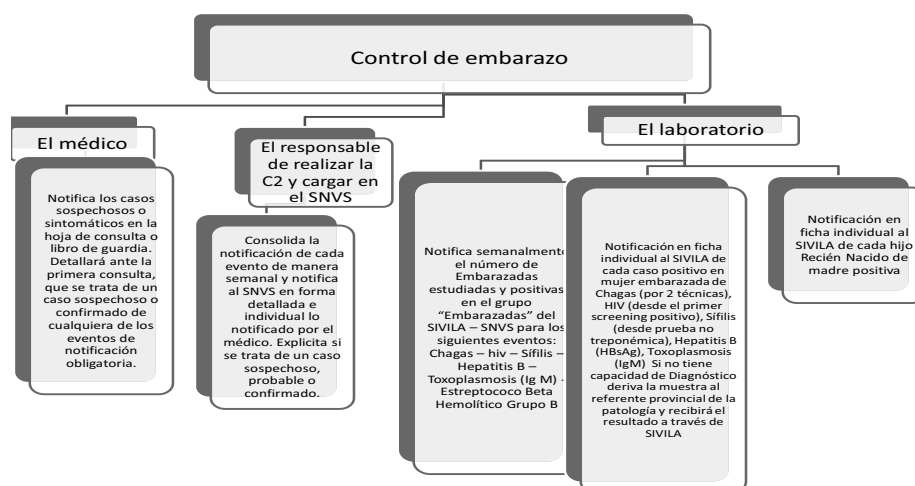 Control de embarazo
El médico
Notifica los casos
sospechosos o
sintomáticos en la
hoja de consulta o
libro de guardia.
Detallará ante la
primera consulta,
que se trata de un
caso sospechoso o
confirmado de
cualquiera de los
eventos de
notificación
obligatoria.
El responsable
de realizar la
C2 y cargar en
el SNVS
Consolida la
notificación de cada
evento de manera
semanal y notifica
al SNVS en forma
detallada e
individual lo
notificado por el
médico. Explicita si
se trata de un caso
sospechoso,
probable o
confirmado.
El laboratorio
Notifica semanalmente
el número de
Embarazadas
estudiadas y positivas
en el grupo
"Embarazadas" del
SIVILA – SNVS para los
siguientes eventos:
Chagas – hiv – Sífilis –
Hepatitis B –
Toxoplasmosis (Ig M) -
Estreptococo Beta
Hemolítico Grupo B
Notificación en ficha
individual al SIVILA de
cada caso positivo en
mujer embarazada de
Chagas (por 2 técnicas),
HIV (desde el primer
screening positivo), Sífilis
(desde prueba no
treponémica), Hepatitis B
(HBsAg), Toxoplasmosis
(IgM) Si no tiene
capacidad de Diagnóstico
deriva la muestra al
referente provincial de la
patología y recibirá el
resultado a través de
SIVILA
Notificación en
ficha individual al
SIVILA de cada hijo
Recién Nacido de
madre positiva